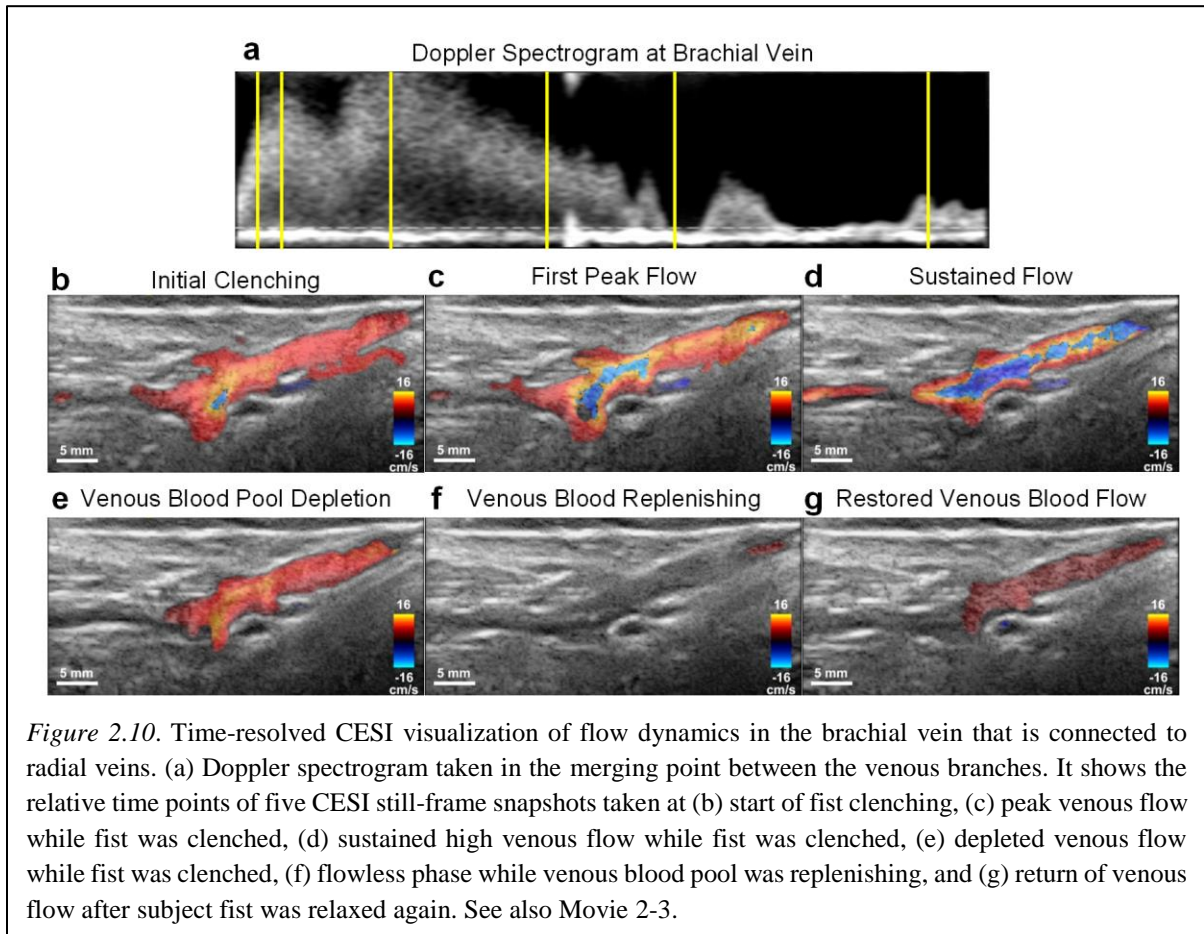 a Doppler Spectrogram at Brachial Vein
b Initial Clenching
c First Peak Flow
d Sustained Flow
16
-16
cm/s
5 mm
16
-16
cm/s
5 mm
16
-16
cm/s
5 mm
e Venous Blood Pool Depletion
f Venous Blood Replenishing
g Restored Venous Blood Flow
16
-16
cm/s
5 mm
16
-16
cm/s
5 mm
16
-16
cm/s
5 mm
Figure 2.10. Time-resolved CESI visualization of flow dynamics in the brachial vein that is connected to
radial veins. (a) Doppler spectrogram taken in the merging point between the venous branches. It shows the
relative time points of five CESI still-frame snapshots taken at (b) start of fist clenching, (c) peak venous flow
while fist was clenched, (d) sustained high venous flow while fist was clenched, (e) depleted venous flow
while fist was clenched, (f) flowless phase while venous blood pool was replenishing, and (g) return of venous
flow after subject fist was relaxed again. See also Movie 2-3.